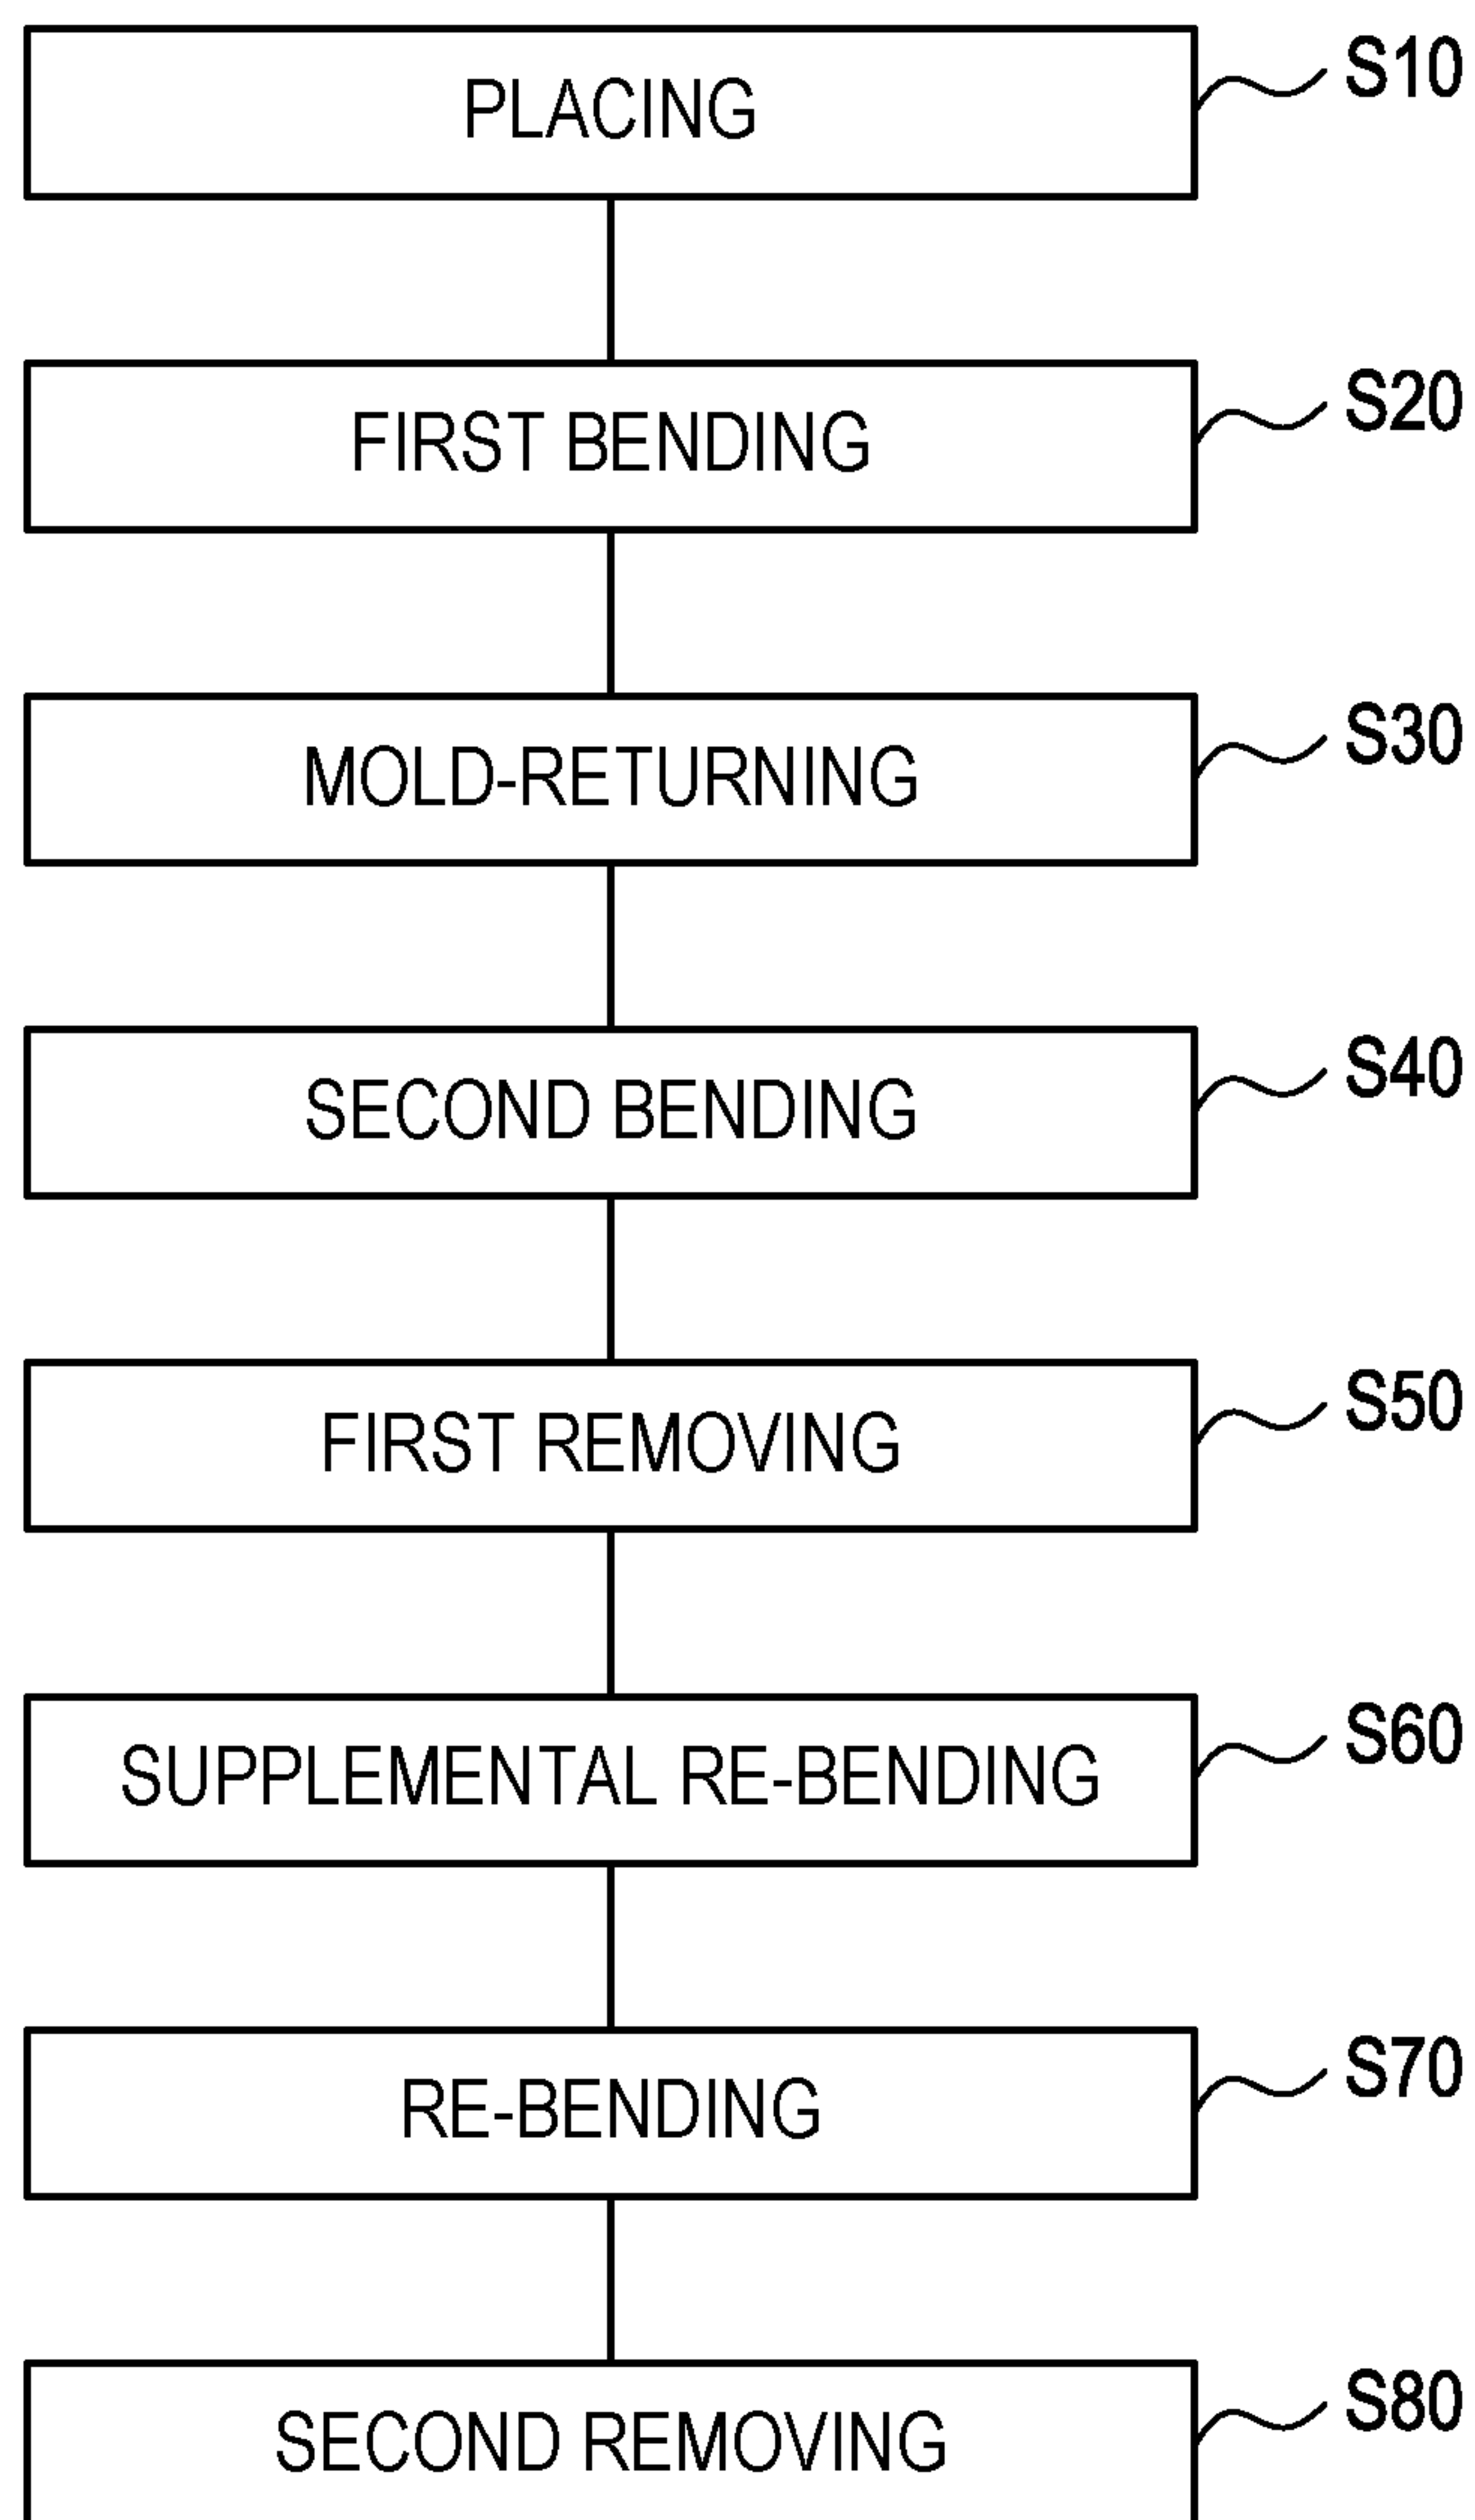 PLACING S10
FIRST BENDING S20
MOLD-RETURNING S30
SECOND BENDING S40
FIRST REMOVING S50
SUPPLEMENTAL RE-BENDING S60
RE-BENDING S70
SECOND REMOVING S80